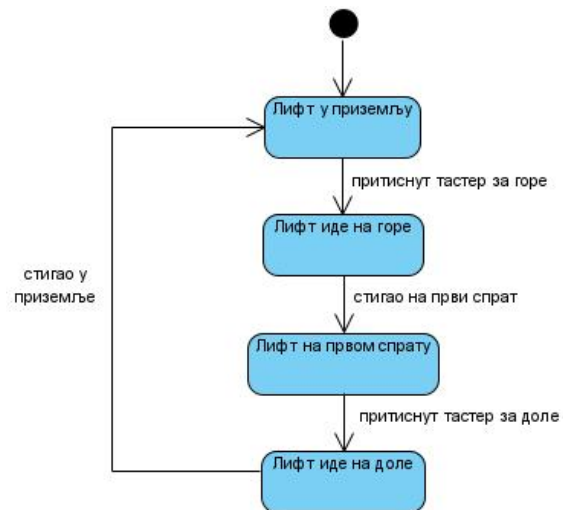 Лифт у приземљу
притиснут тастер за горе
Лифт иде на горе
стигао у
приземље
стигао на први спрат
Лифт на првом спрату
притиснут тастер за доле
Лифт иде на доле